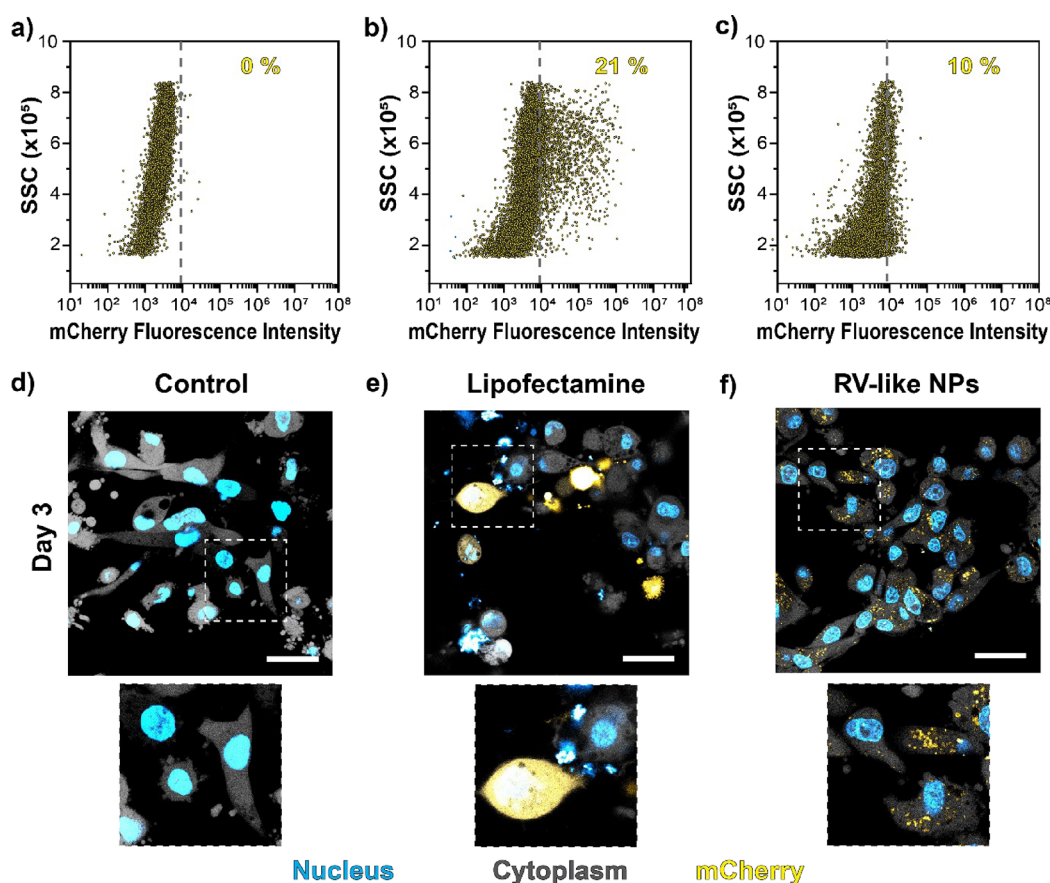 a)
10
8
6
4
2
SSC (x10⁵)
0 %
10¹ 10² 10³ 10⁴ 10⁵ 10⁶ 10⁷ 10⁸
mCherry Fluorescence Intensity
b)
10
8
6
4
2
SSC (x10⁵)
21 %
10¹ 10² 10³ 10⁴ 10⁵ 10⁶ 10⁷ 10⁸
mCherry Fluorescence Intensity
c)
10
8
6
4
2
SSC (x10⁵)
10 %
10¹ 10² 10³ 10⁴ 10⁵ 10⁶ 10⁷ 10⁸
mCherry Fluorescence Intensity
d) Control
e) Lipofectamine
f) RV-like NPs
Day 3
Nucleus Cytoplasm mCherry